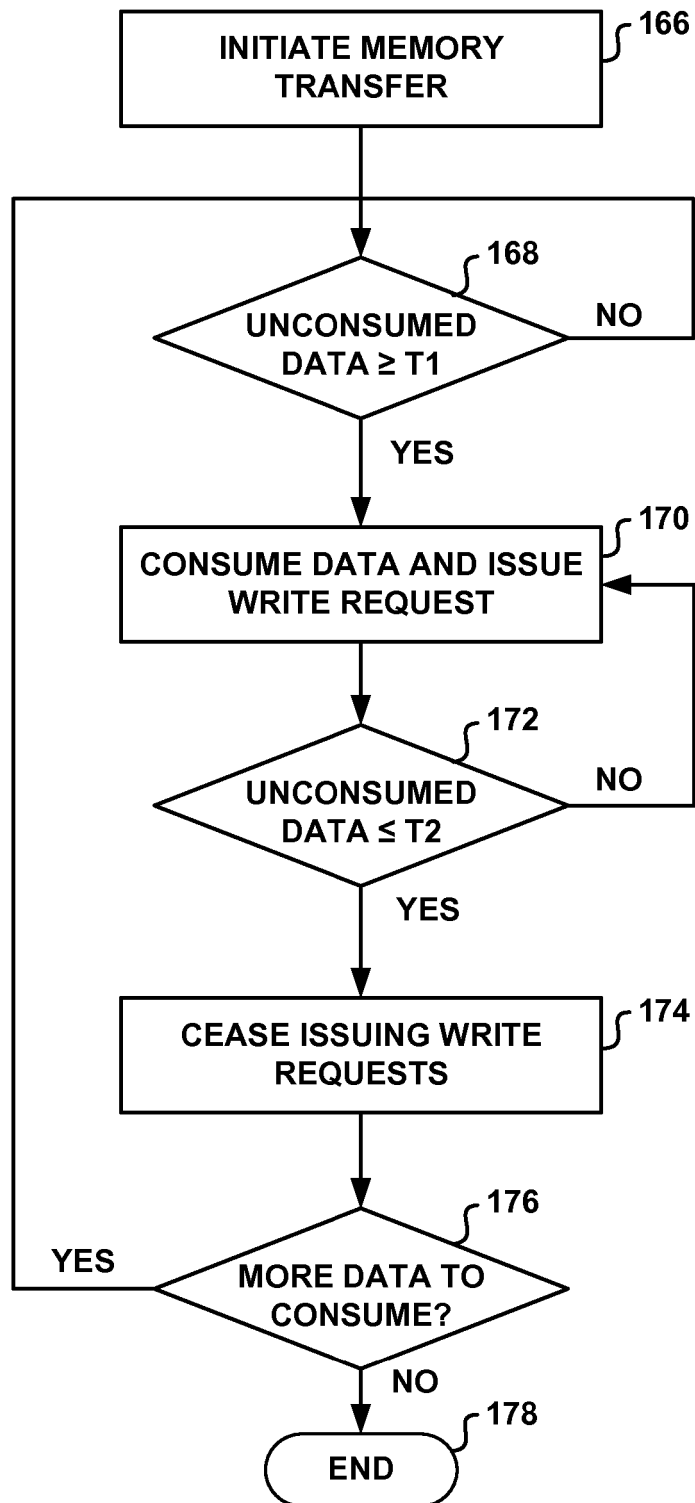 166
INITIATE MEMORY
TRANSFER
168
UNCONSUMED
DATA ≥ T1
NO
YES
170
CONSUME DATA AND ISSUE
WRITE REQUEST
172
UNCONSUMED
DATA ≤ T2
NO
YES
174
CEASE ISSUING WRITE
REQUESTS
176
YES
MORE DATA TO
CONSUME?
NO
178
END